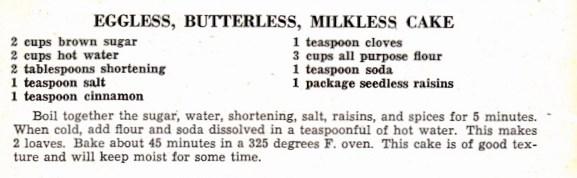 EGGLESS, BUTTERLESS, MILKLESS CAKE
2 cups brown sugar
2 cups hot water
2 tablespoons shortening
1 teaspoon salt
1 teaspoon cinnamon
1 teaspoon cloves
3 cups all purpose flour
1 teaspoon soda
1 package seedless raisins
Boil together the sugar, water, shortening, salt, raisins, and spices for 5 minutes.
When cold, add flour and soda dissolved in a teaspoonful of hot water. This makes
2 loaves. Bake about 45 minutes in a 325 degrees F. oven. This cake is of good tex-
ture and will keep moist for some time.